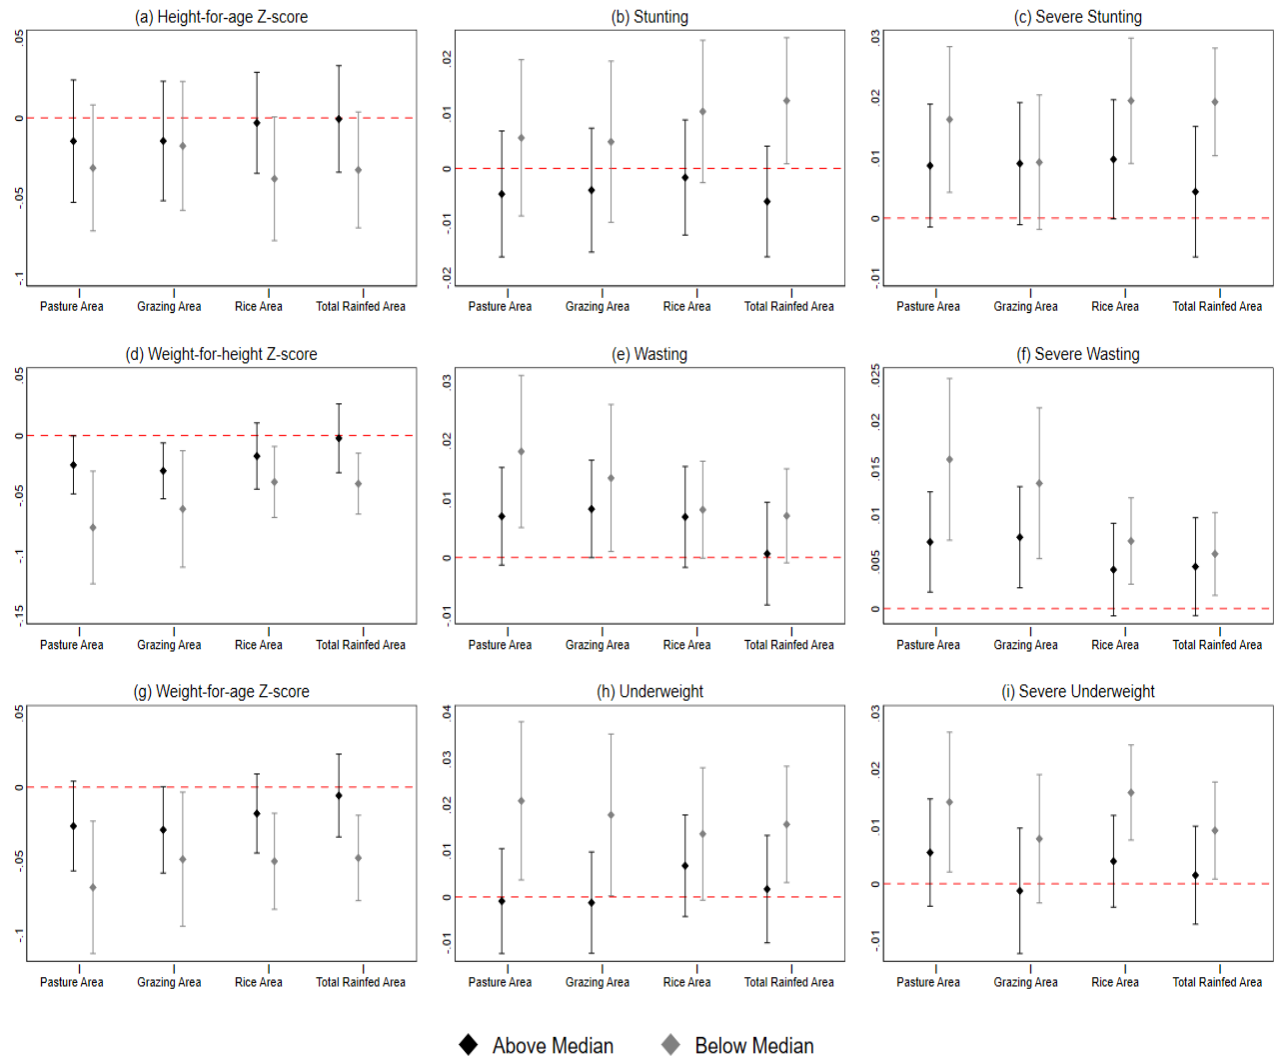 (a) Height-for-age Z-score
.05
0
-.05
-.1
Pasture Area
Grazing Area
Rice Area
Total Rainfed Area
(b) Stunting
.02
.01
0
-.01
-.02
Pasture Area
Grazing Area
Rice Area
Total Rainfed Area
(c) Severe Stunting
.03
.02
.01
0
-.01
Pasture Area
Grazing Area
Rice Area
Total Rainfed Area
(d) Weight-for-height Z-score
.05
0
-.05
-.1
-.15
Pasture Area
Grazing Area
Rice Area
Total Rainfed Area
(e) Wasting
.03
.02
.01
0
-.01
Pasture Area
Grazing Area
Rice Area
Total Rainfed Area
(f) Severe Wasting
.025
.02
.015
.01
.005
0
Pasture Area
Grazing Area
Rice Area
Total Rainfed Area
(g) Weight-for-age Z-score
.05
0
-.05
-.1
Pasture Area
Grazing Area
Rice Area
Total Rainfed Area
(h) Underweight
.04
.03
.02
.01
0
-.01
Pasture Area
Grazing Area
Rice Area
Total Rainfed Area
(i) Severe Underweight
.03
.02
.01
0
-.01
Pasture Area
Grazing Area
Rice Area
Total Rainfed Area
Above Median
Below Median